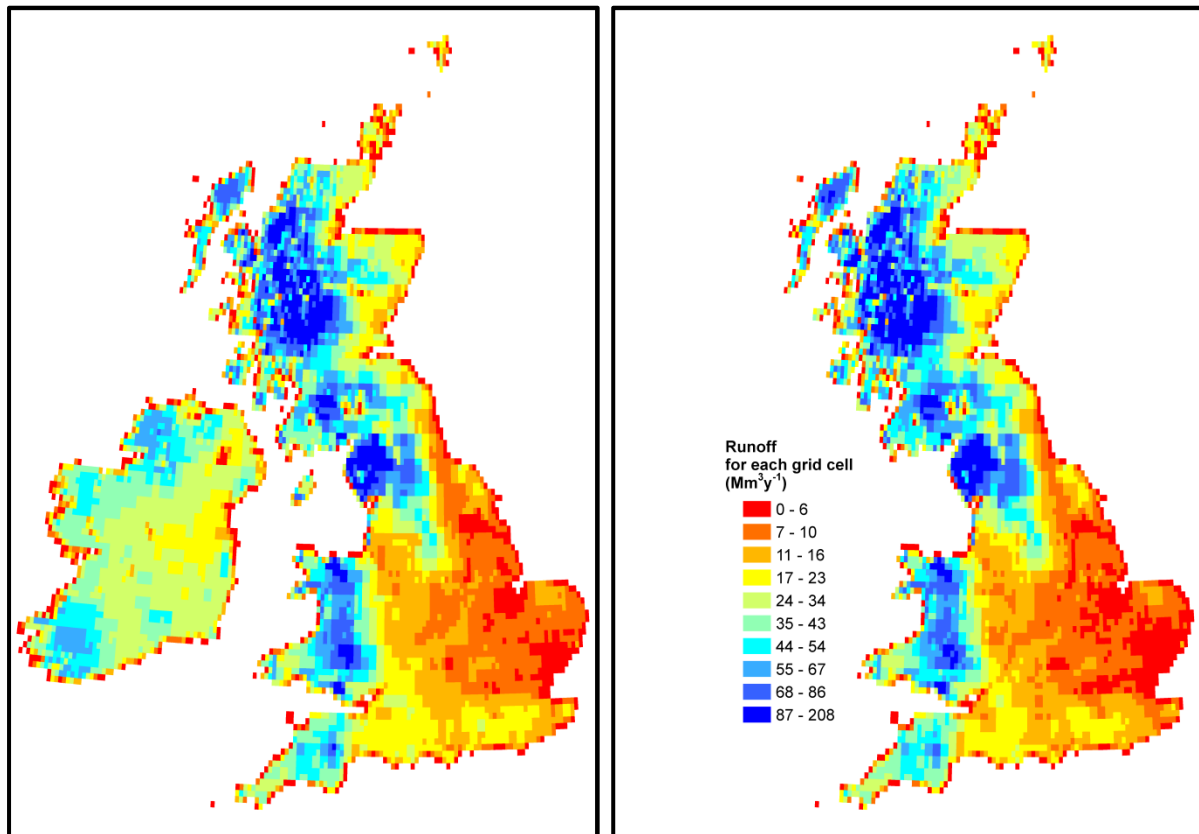 Runoff
for each grid cell
(Mm³y⁻¹)
0 - 6
7 - 10
11 - 16
17 - 23
24 - 34
35 - 43
44 - 54
55 - 67
68 - 86
87 - 208